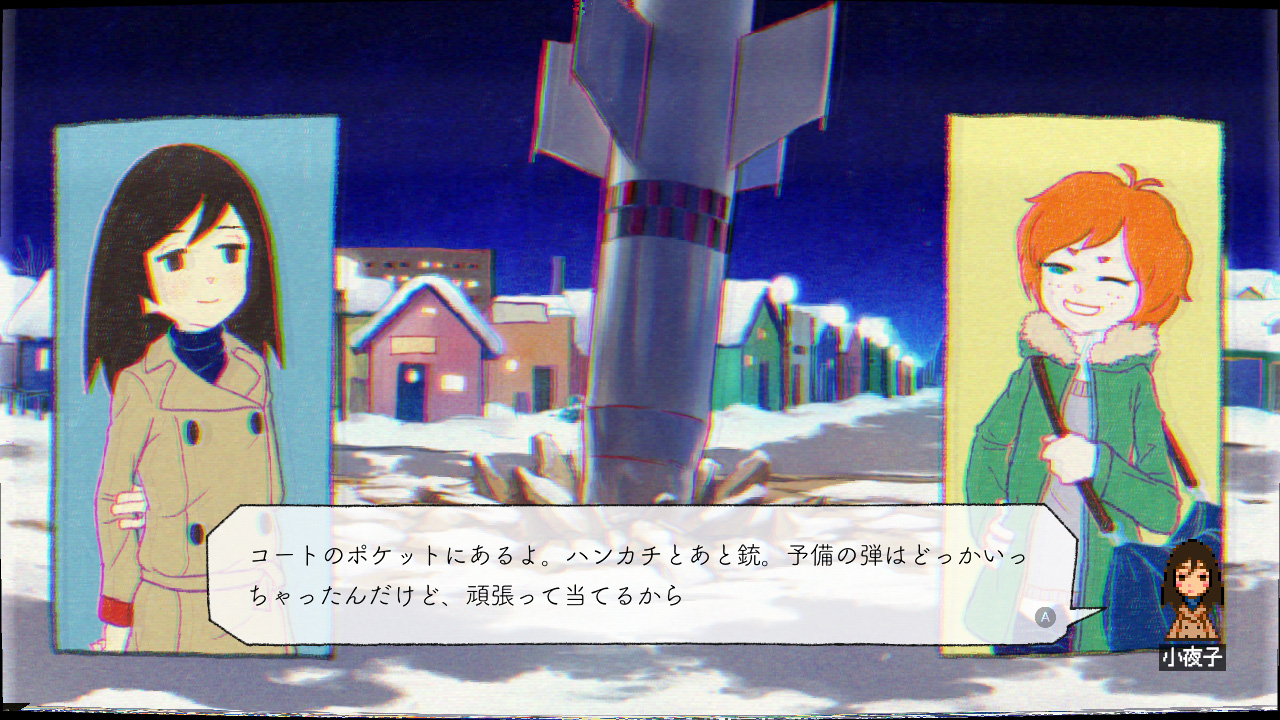 コートのポケットにあるよ。ハンカチとあと銃。予備の弾はどっかいっ
ちゃったんだけど、頑張って当てるから
A
小夜子